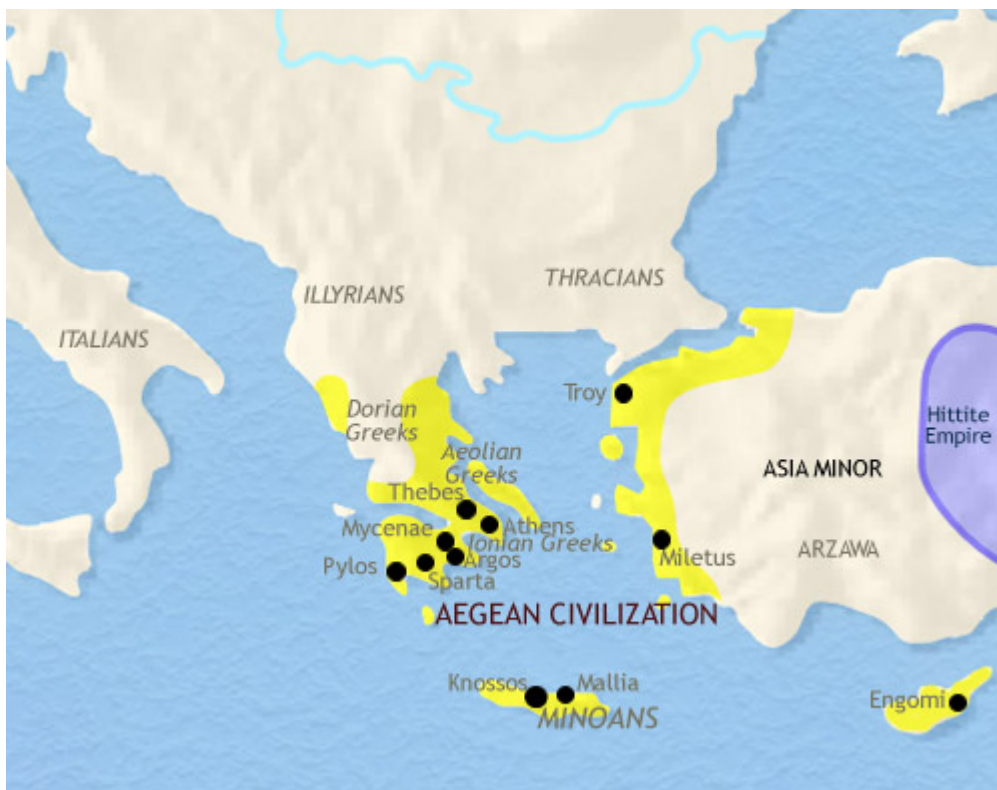 THRACIANS
ILLYRIANS
ITALIANS
Troy
Dorian
Greeks
Hittite
Empire
Aeolian
Greeks
ASIA MINOR
Thebes
Mycenae
Athens
Ionian Greeks
ARZAWA
Miletus
Pylos
Argos
Sparta
AEGEAN CIVILIZATION
Knossos
Mallia
MINOANS
Engomi